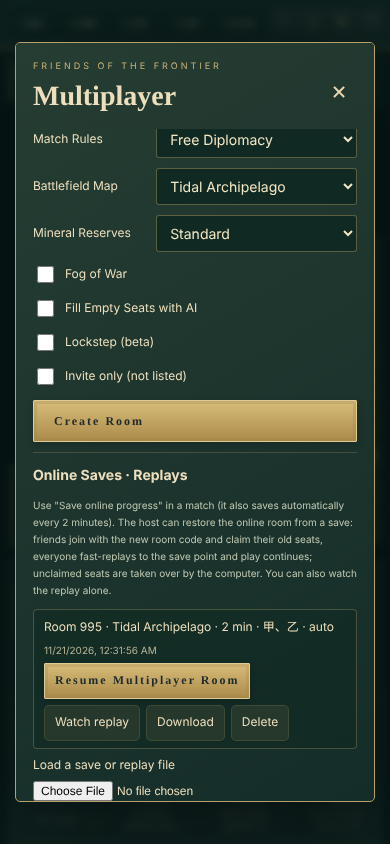 FRIENDS OF THE FRONTIER
Multiplayer
×
Match Rules
Free Diplomacy
Battlefield Map
Tidal Archipelago
Mineral Reserves
Standard
Fog of War
Fill Empty Seats with AI
Lockstep (beta)
Invite only (not listed)
Create Room
Online Saves · Replays
Use "Save online progress" in a match (it also saves automatically
every 2 minutes). The host can restore the online room from a save:
friends join with the new room code and claim their old seats,
everyone fast-replays to the save point and play continues;
unclaimed seats are taken over by the computer. You can also watch
the replay alone.
Room 995 · Tidal Archipelago · 2 min · 甲、乙 · auto
11/21/2026, 12:31:56 AM
Resume Multiplayer Room
Watch replay
Download
Delete
Load a save or replay file
Choose File No file chosen